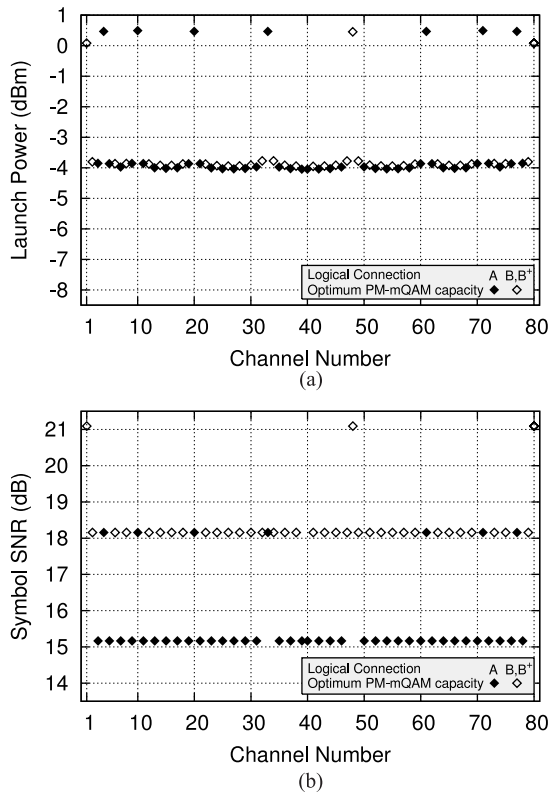 1
0
-1
-2
-3
-4
-5
-6
-7
-8
Launch Power (dBm)
Logical Connection A B,B+
Optimum PM-mQAM capacity ◆ ◇
1 10 20 30 40 50 60 70 80
Channel Number
(a)
21
20
19
18
17
16
15
14
Symbol SNR (dB)
Logical Connection A B,B+
Optimum PM-mQAM capacity ◆ ◇
1 10 20 30 40 50 60 70 80
Channel Number
(b)